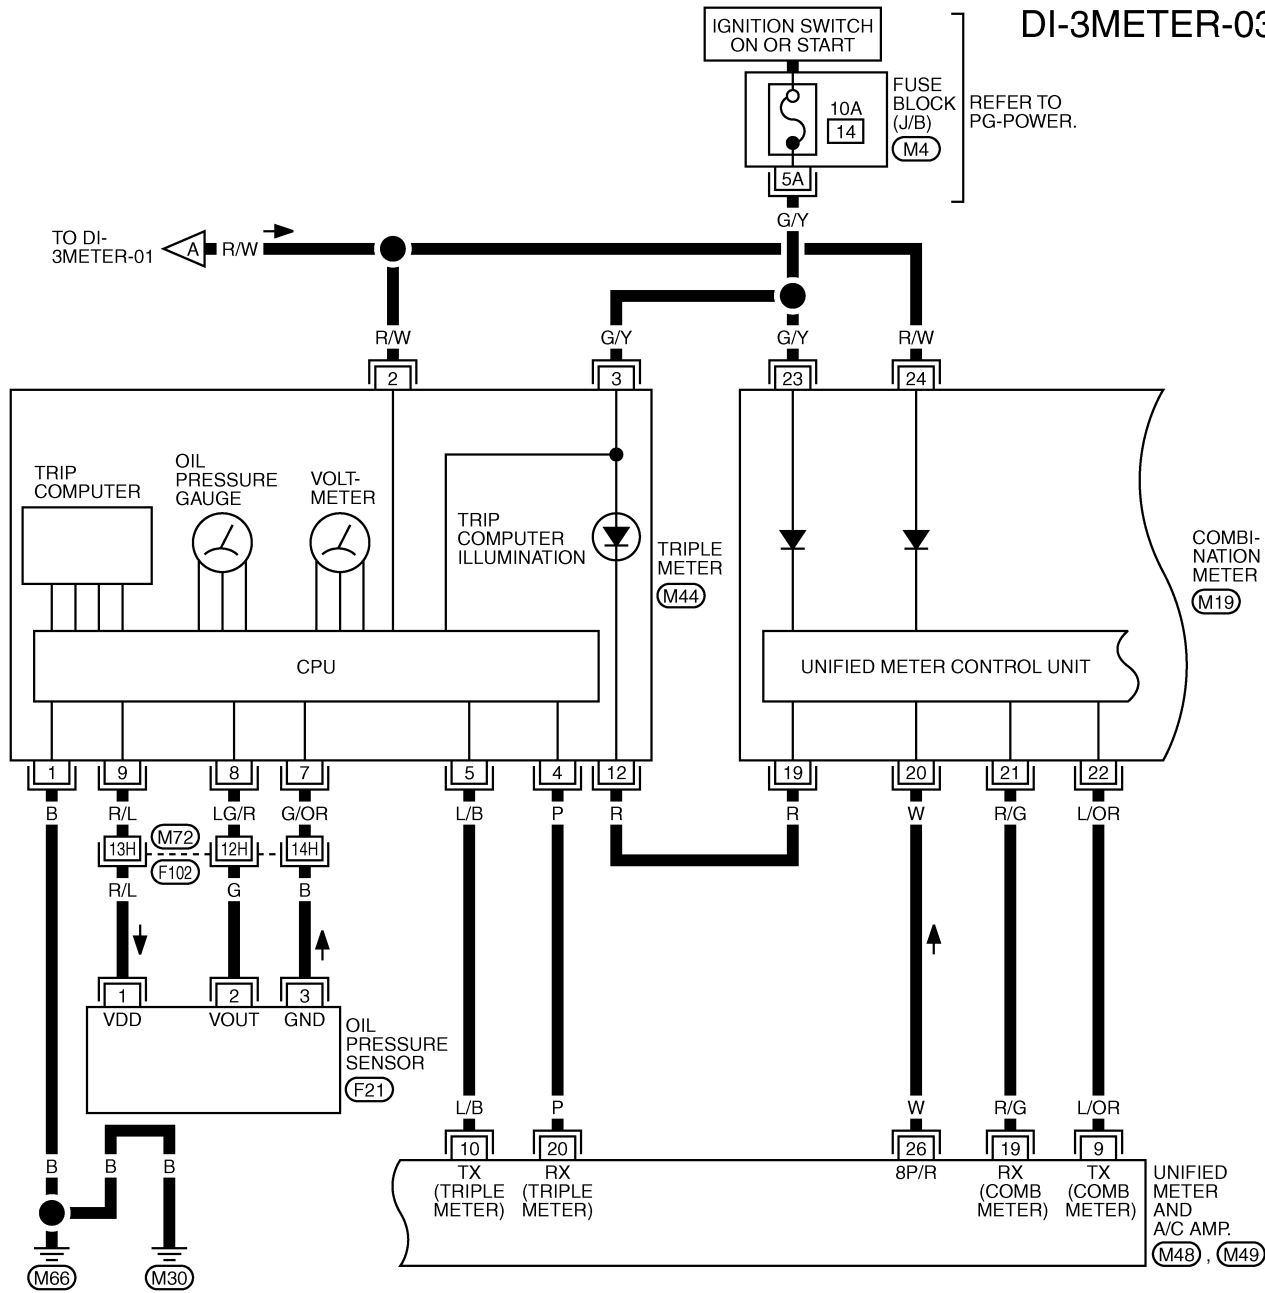 DI-3METER-03
IGNITION SWITCH
ON OR START
FUSE
BLOCK
(J/B)
M4
10A
14
REFER TO
PG-POWER.
5A
G/Y
TO DI-
3METER-01
A
R/W
R/W
G/Y
G/Y
R/W
2
3
23
24
TRIP
COMPUTER
OIL
PRESSURE
GAUGE
VOLT-
METER
TRIP
COMPUTER
ILLUMINATION
TRIPLE
METER
M44
COMBI-
NATION
METER
M19
CPU
UNIFIED METER CONTROL UNIT
1
9
8
7
5
4
12
19
20
21
22
B
R/L
LG/R
G/OR
L/B
P
R
R
W
R/G
L/OR
13H
M72
12H
14H
F102
R/L
G
B
1
2
3
VDD
VOUT
GND
OIL
PRESSURE
SENSOR
F21
L/B
P
W
R/G
L/OR
10
20
26
19
9
TX
(TRIPLE
METER)
RX
(TRIPLE
METER)
8P/R
RX
(COMB
METER)
TX
(COMB
METER)
UNIFIED
METER
AND
A/C AMP.
M48 , M49
B
B
B
M66
M30